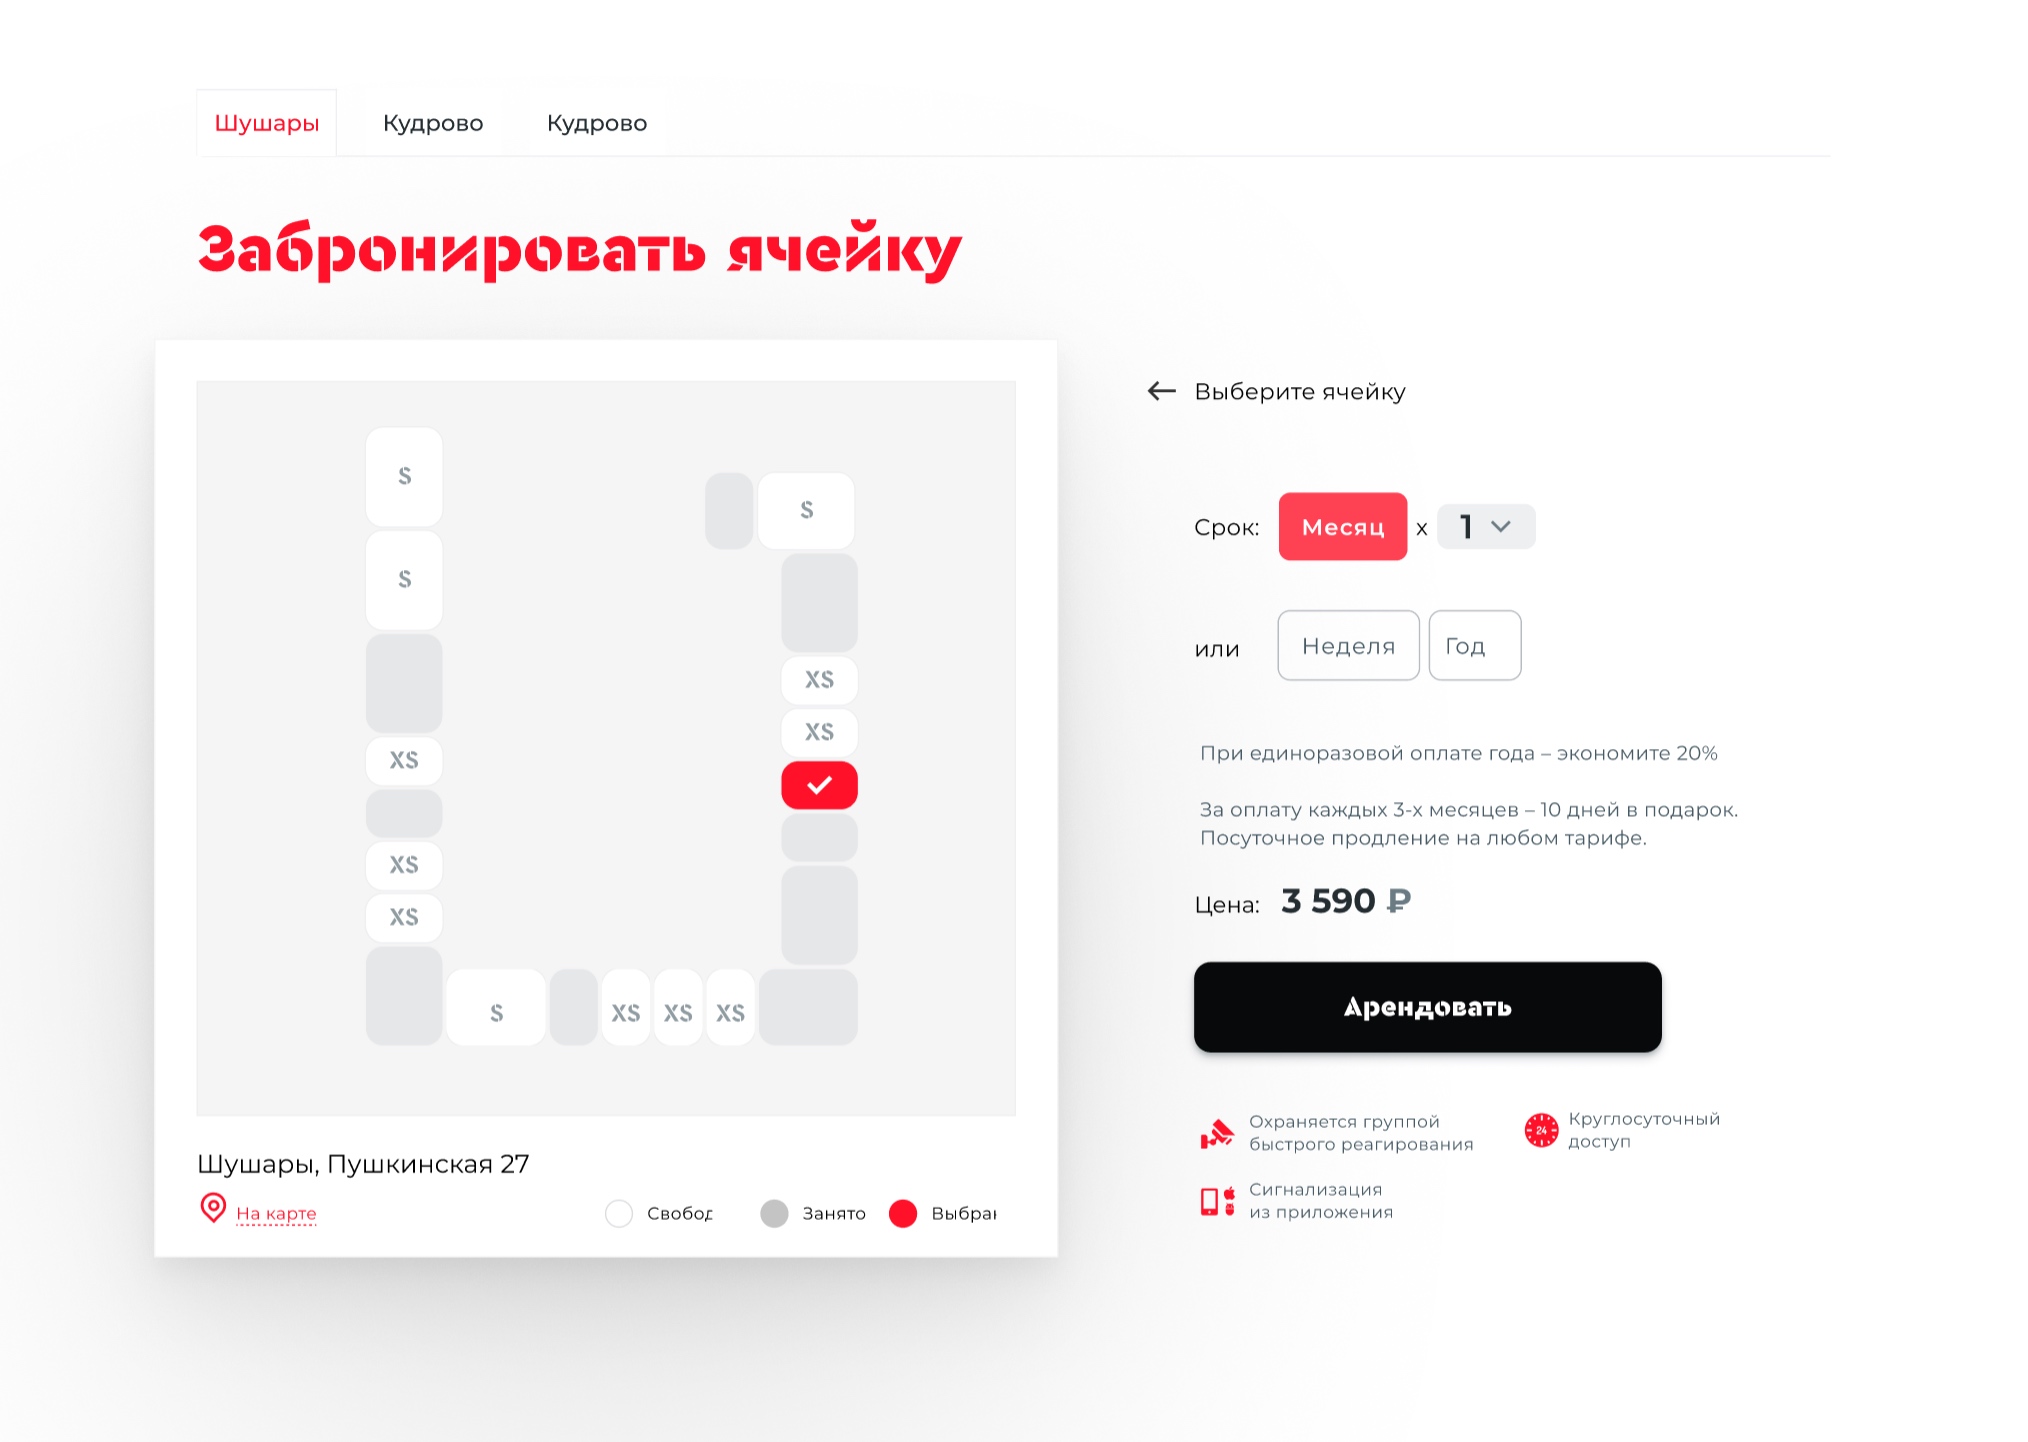 Шушары Кудрово Кудрово
Забронировать ячейку
S
S
XS
XS
XS
S
XS
XS
XS
S
XS
XS
Шушары, Пушкинская 27
На карте
Свобод
Занято
Выбран
Выберите ячейку
Срок: Месяц x 1
или Неделя Год
При единоразовой оплате года – экономите 20%
За оплату каждых 3-х месяцев – 10 дней в подарок.
Посуточное продление на любом тарифе.
Цена: 3 590 ₽
Арендовать
Охраняется группой
быстрого реагирования
24
Круглосуточный
доступ
Сигнализация
из приложения